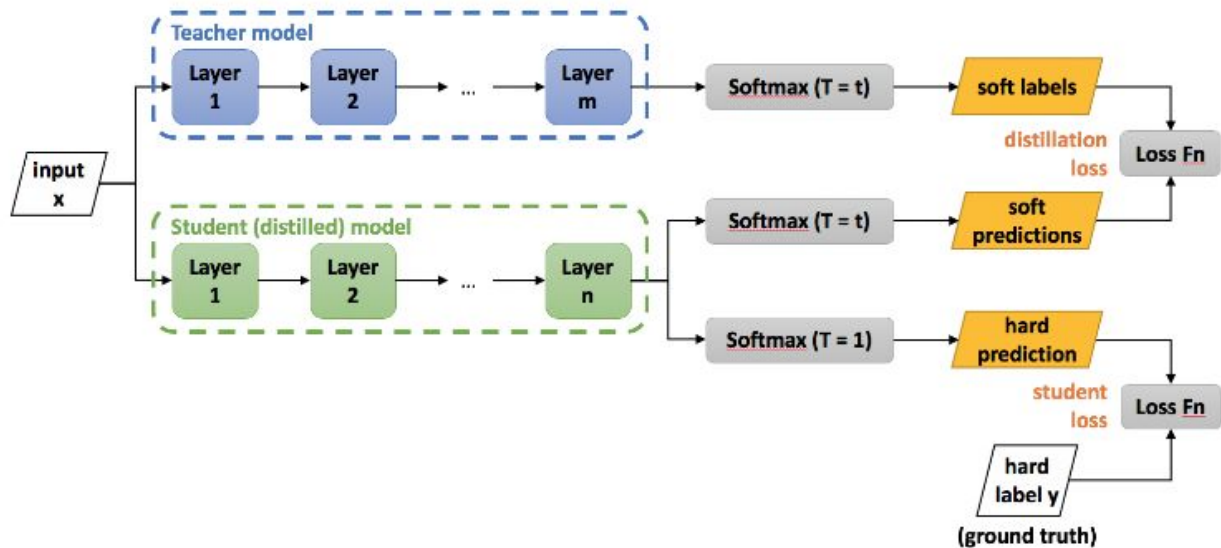 Teacher model
Layer
1
Layer
2
...
Layer
m
Softmax (T = t)
soft labels
distillation
loss
Loss Fn
input
x
Student (distilled) model
Layer
1
Layer
2
...
Layer
n
Softmax (T = t)
soft
predictions
Softmax (T = 1)
hard
prediction
student
loss
Loss Fn
hard
label y
(ground truth)